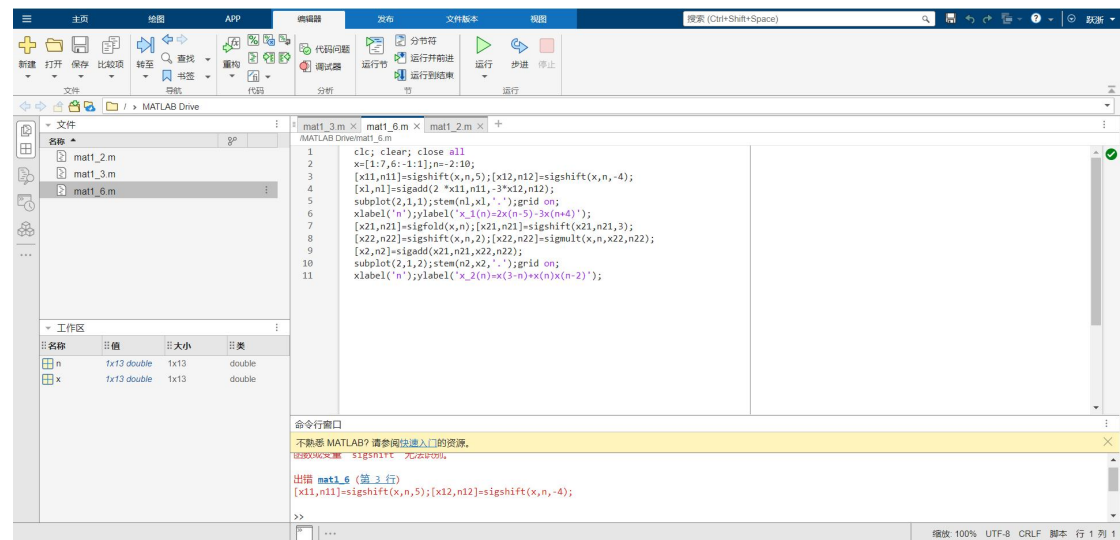 主页 绘图 APP 编辑器 发布 文件版本 视图 搜索 (Ctrl+Shift+Space) 跃浙
新建 打开 保存 比较项 转至 查找 书签 重构 代码问题 调试器 运行节 分节符 运行并前进 运行到结束 运行 步进 停止
文件 导航 代码 分析 节 运行
/ › MATLAB Drive
文件
名称
mat1_2.m
mat1_3.m
mat1_6.m
工作区
名称 值 大小 类
n 1x13 double 1x13 double
x 1x13 double 1x13 double
mat1_3.m × mat1_6.m × mat1_2.m × +
/MATLAB Drive/mat1_6.m
1 clc; clear; close all
2 x=[1:7,6:-1:1];n=-2:10;
3 [x11,n11]=sigshift(x,n,5);[x12,n12]=sigshift(x,n,-4);
4 [xl,nl]=sigadd(2 *x11,n11,-3*x12,n12);
5 subplot(2,1,1);stem(nl,xl,'.');grid on;
6 xlabel('n');ylabel('x_1(n)=2x(n-5)-3x(n+4)');
7 [x21,n21]=sigfold(x,n);[x21,n21]=sigshift(x21,n21,3);
8 [x22,n22]=sigshift(x,n,2);[x22,n22]=sigmult(x,n,x22,n22);
9 [x2,n2]=sigadd(x21,n21,x22,n22);
10 subplot(2,1,2);stem(n2,x2,'.');grid on;
11 xlabel('n');ylabel('x_2(n)=x(3-n)+x(n)x(n-2)');
命令行窗口
不熟悉 MATLAB? 请参阅快速入门的资源。
函数或变量 'sigshift' 无法识别。
出错 mat1_6 (第 3 行)
[x11,n11]=sigshift(x,n,5);[x12,n12]=sigshift(x,n,-4);
>>
缩放: 100% UTF-8 CRLF 脚本 行 1 列 1